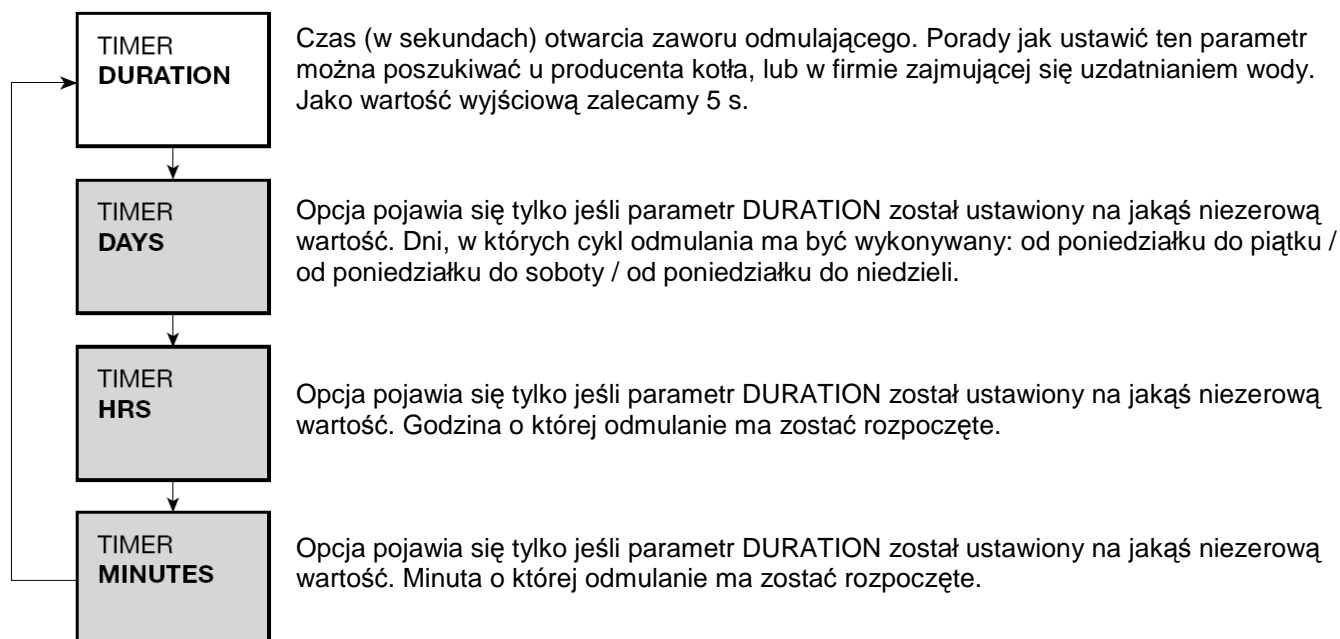 TIMER
DURATION
Czas (w sekundach) otwarcia zaworu odmulającego. Porady jak ustawić ten parametr
można poszukiwać u producenta kotła, lub w firmie zajmującej się uzdatnianiem wody.
Jako wartość wyjściową zalecamy 5 s.
TIMER
DAYS
Opcja pojawia się tylko jeśli parametr DURATION został ustawiony na jakąś niezerową
wartość. Dni, w których cykl odmulania ma być wykonywany: od poniedziałku do piątku /
od poniedziałku do soboty / od poniedziałku do niedzieli.
TIMER
HRS
Opcja pojawia się tylko jeśli parametr DURATION został ustawiony na jakąś niezerową
wartość. Godzina o której odmulanie ma zostać rozpoczęte.
TIMER
MINUTES
Opcja pojawia się tylko jeśli parametr DURATION został ustawiony na jakąś niezerową
wartość. Minuta o której odmulanie ma zostać rozpoczęte.